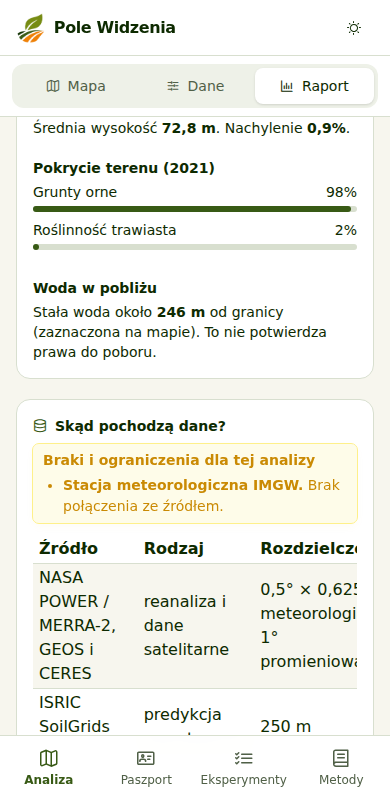 Pole Widzenia
Mapa
Dane
Raport
Średnia wysokość 72,8 m. Nachylenie 0,9%.
Pokrycie terenu (2021)
Grunty orne 98%
Roślinność trawiasta 2%
Woda w pobliżu
Stała woda około 246 m od granicy
(zaznaczona na mapie). To nie potwierdza
prawa do poboru.
Skąd pochodzą dane?
Braki i ograniczenia dla tej analizy
• Stacja meteorologiczna IMGW. Brak
połączenia ze źródłem.
Źródło Rodzaj
NASA
POWER /
MERRA-2,
GEOS i
CERES
reanaliza i
dane
satelitarne
0,5° × 0,625
1°
ISRIC
SoilGrids
predykcja
250 m
Analiza
Paszport
Eksperymenty
Metody